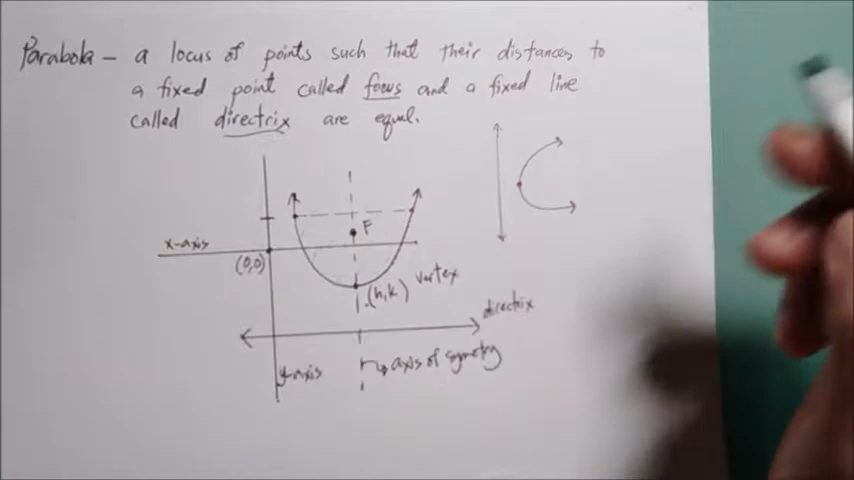 Parabola – a locus of points such that their distances to
a fixed point called focus and a fixed line
called directrix are equal.
F
x-axis
(0,0)
(h,k) vertex
directrix
y-axis
axis of symmetry